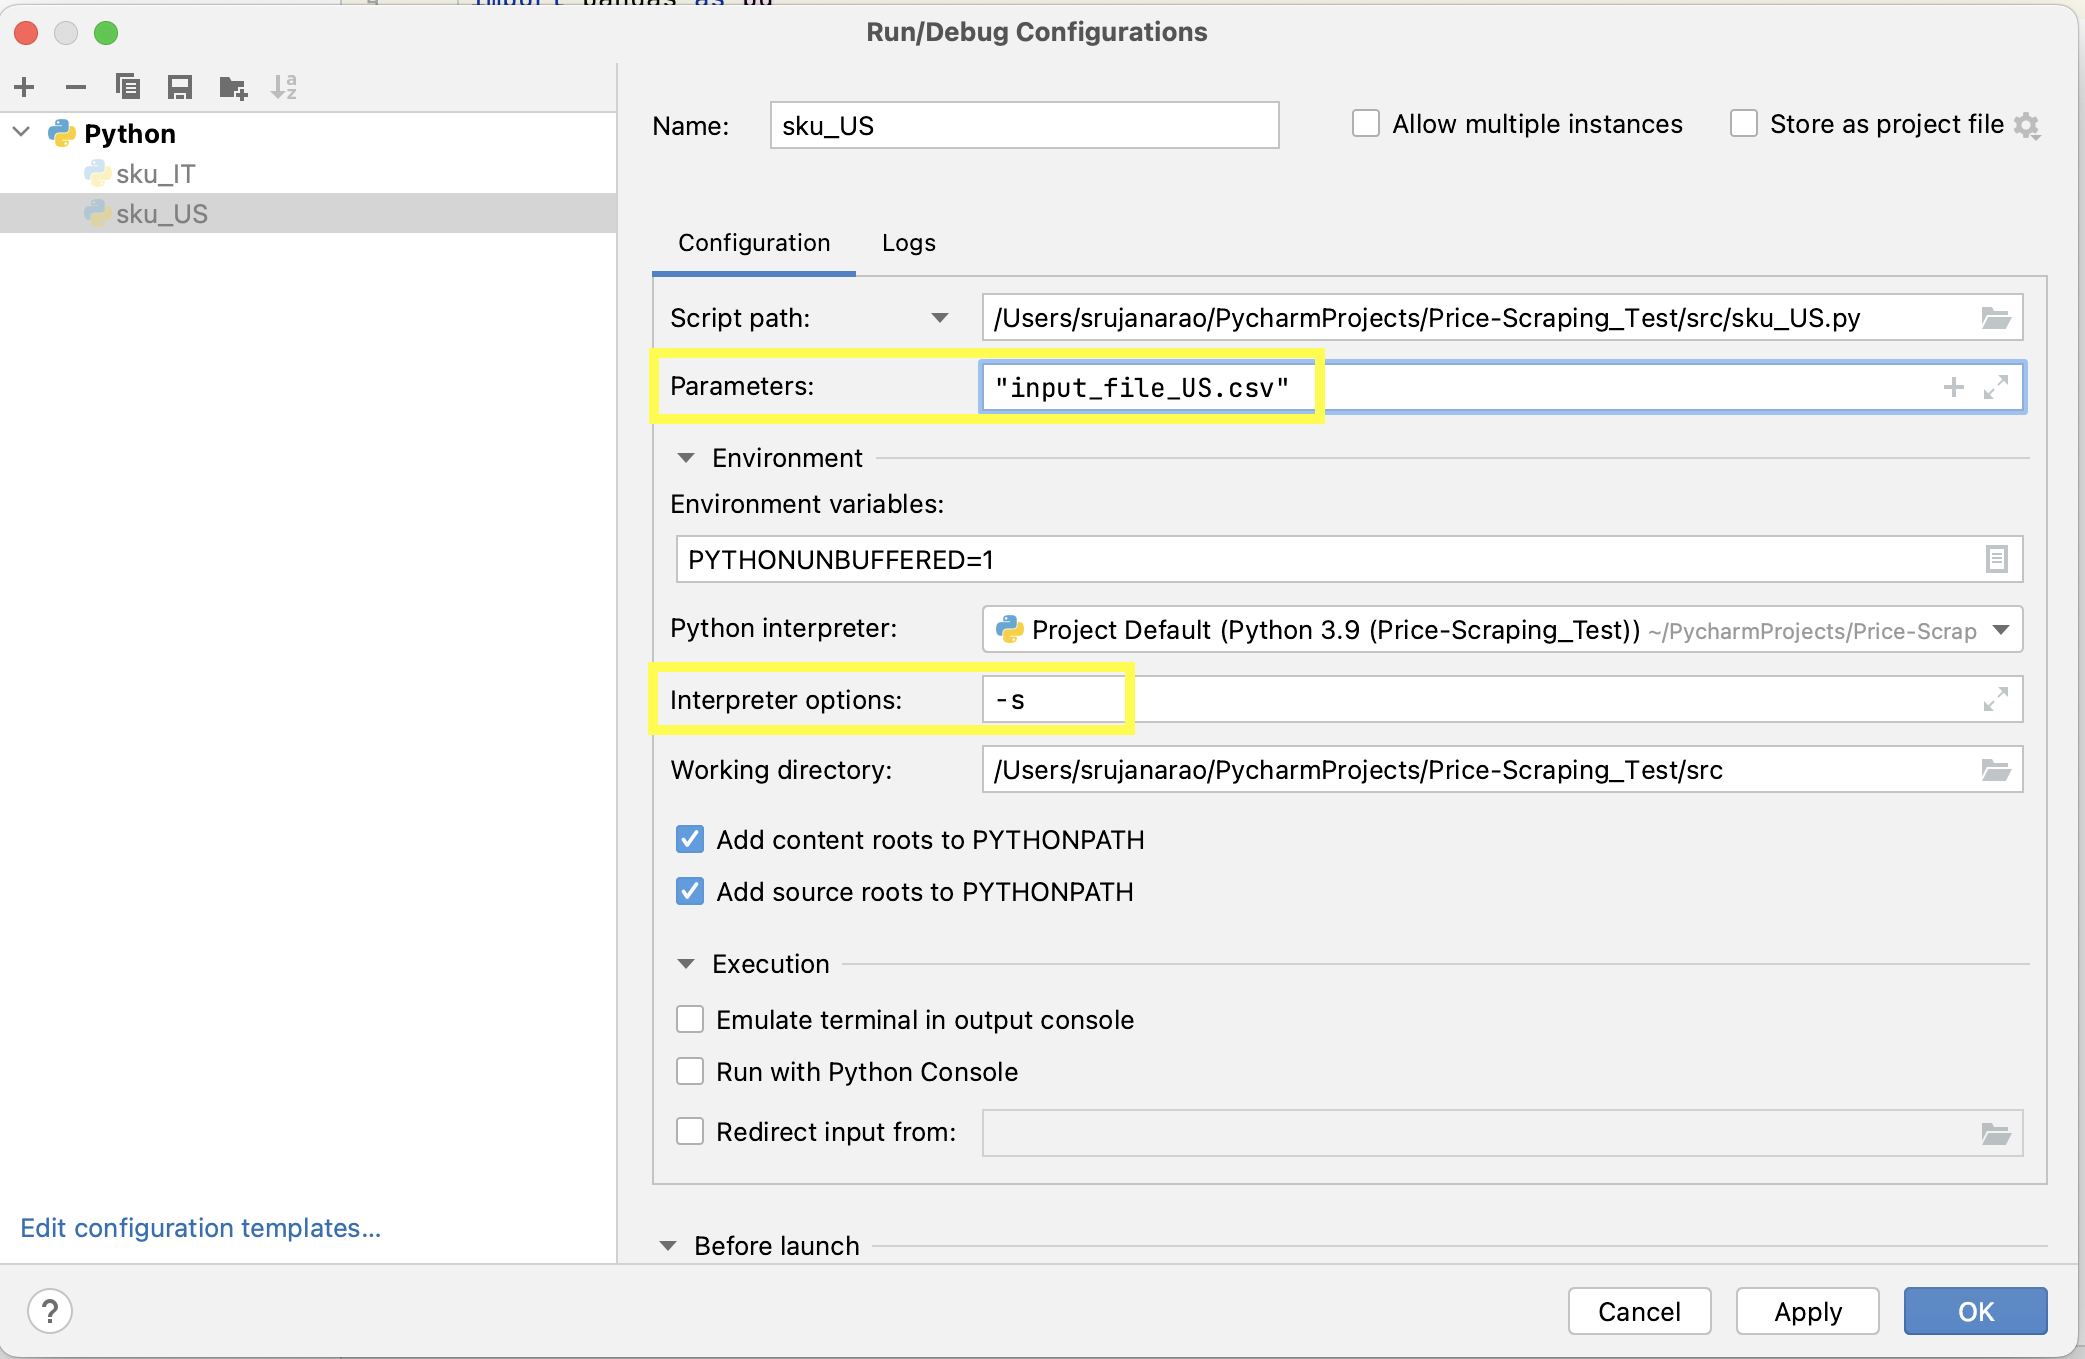 import pandas as pd
Run/Debug Configurations
Python
sku_IT
sku_US
Name: sku_US Allow multiple instances Store as project file
Configuration Logs
Script path: /Users/srujanarao/PycharmProjects/Price-Scraping_Test/src/sku_US.py
Parameters: "input_file_US.csv"
Environment
Environment variables:
PYTHONUNBUFFERED=1
Python interpreter: Project Default (Python 3.9 (Price-Scraping_Test)) ~/PycharmProjects/Price-Scrap
Interpreter options: -s
Working directory: /Users/srujanarao/PycharmProjects/Price-Scraping_Test/src
Add content roots to PYTHONPATH
Add source roots to PYTHONPATH
Execution
Emulate terminal in output console
Run with Python Console
Redirect input from:
Edit configuration templates...
Before launch
? Cancel Apply OK